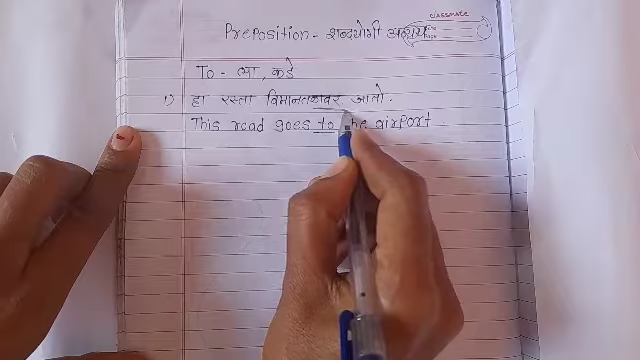 classmate
Preposition - शब्दयोगी अव्यय
To - ला, कडे
1) हा रस्ता विमानतळावर जातो.
This road goes to the airport